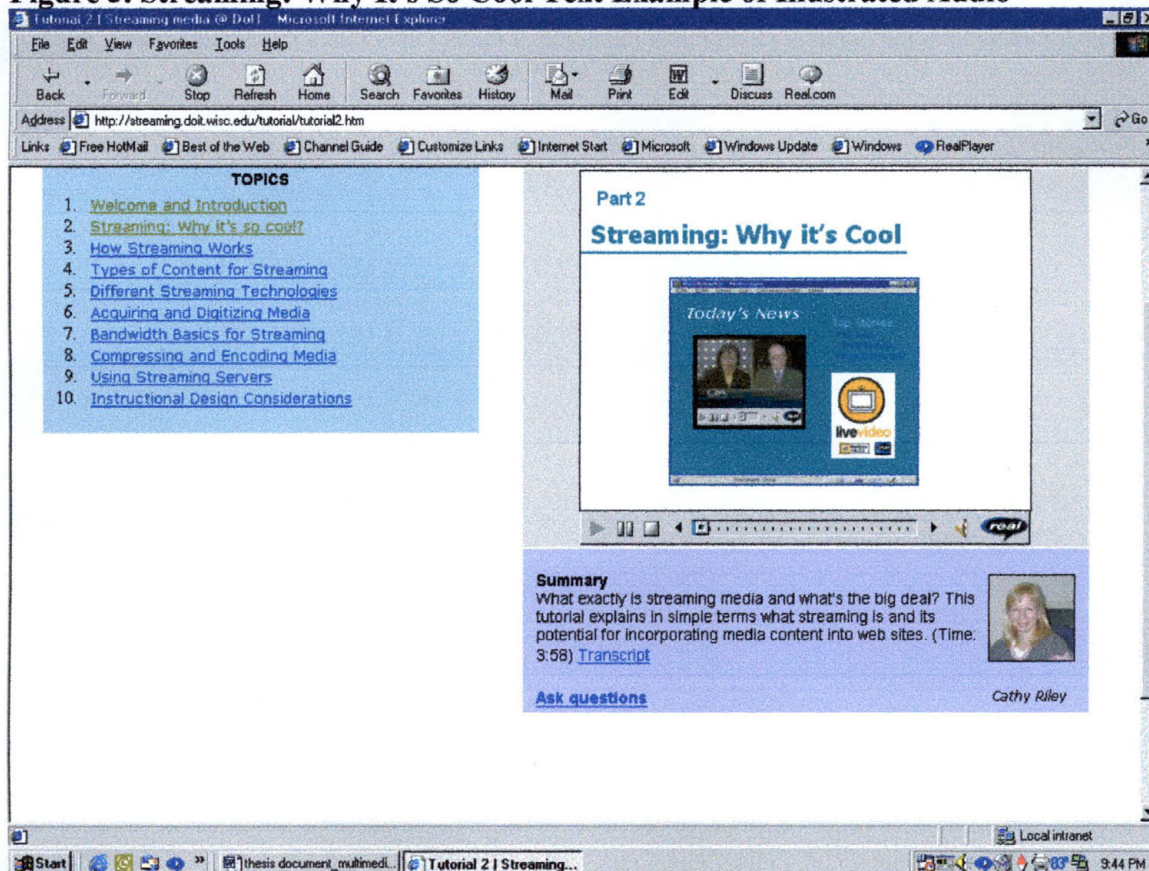 Figure 3. Streaming: Why It's So Cool Text Example of Illustrated Audio
Tutorial 2 | Streaming media @ DoIT - Microsoft Internet Explorer
File Edit View Favorites Tools Help
Back Forward Stop Refresh Home Search Favorites History Mail Print Edit Discuss Real.com
Address http://streaming.doit.wisc.edu/tutorial/tutorial2.htm Go
Links Free HotMail Best of the Web Channel Guide Customize Links Internet Start Microsoft Windows Update Windows RealPlayer
TOPICS
1. Welcome and Introduction
2. Streaming: Why it's so cool?
3. How Streaming Works
4. Types of Content for Streaming
5. Different Streaming Technologies
6. Acquiring and Digitizing Media
7. Bandwidth Basics for Streaming
8. Compressing and Encoding Media
9. Using Streaming Servers
10. Instructional Design Considerations
Part 2
Streaming: Why it's Cool
Today's News
Top Stories
livevideo
real
Summary
What exactly is streaming media and what's the big deal? This
tutorial explains in simple terms what streaming is and its
potential for incorporating media content into web sites. (Time:
3:58) Transcript
Ask questions
Cathy Riley
Local intranet
Start thesis document_multimedi... Tutorial 2 | Streaming... 83° 9:44 PM